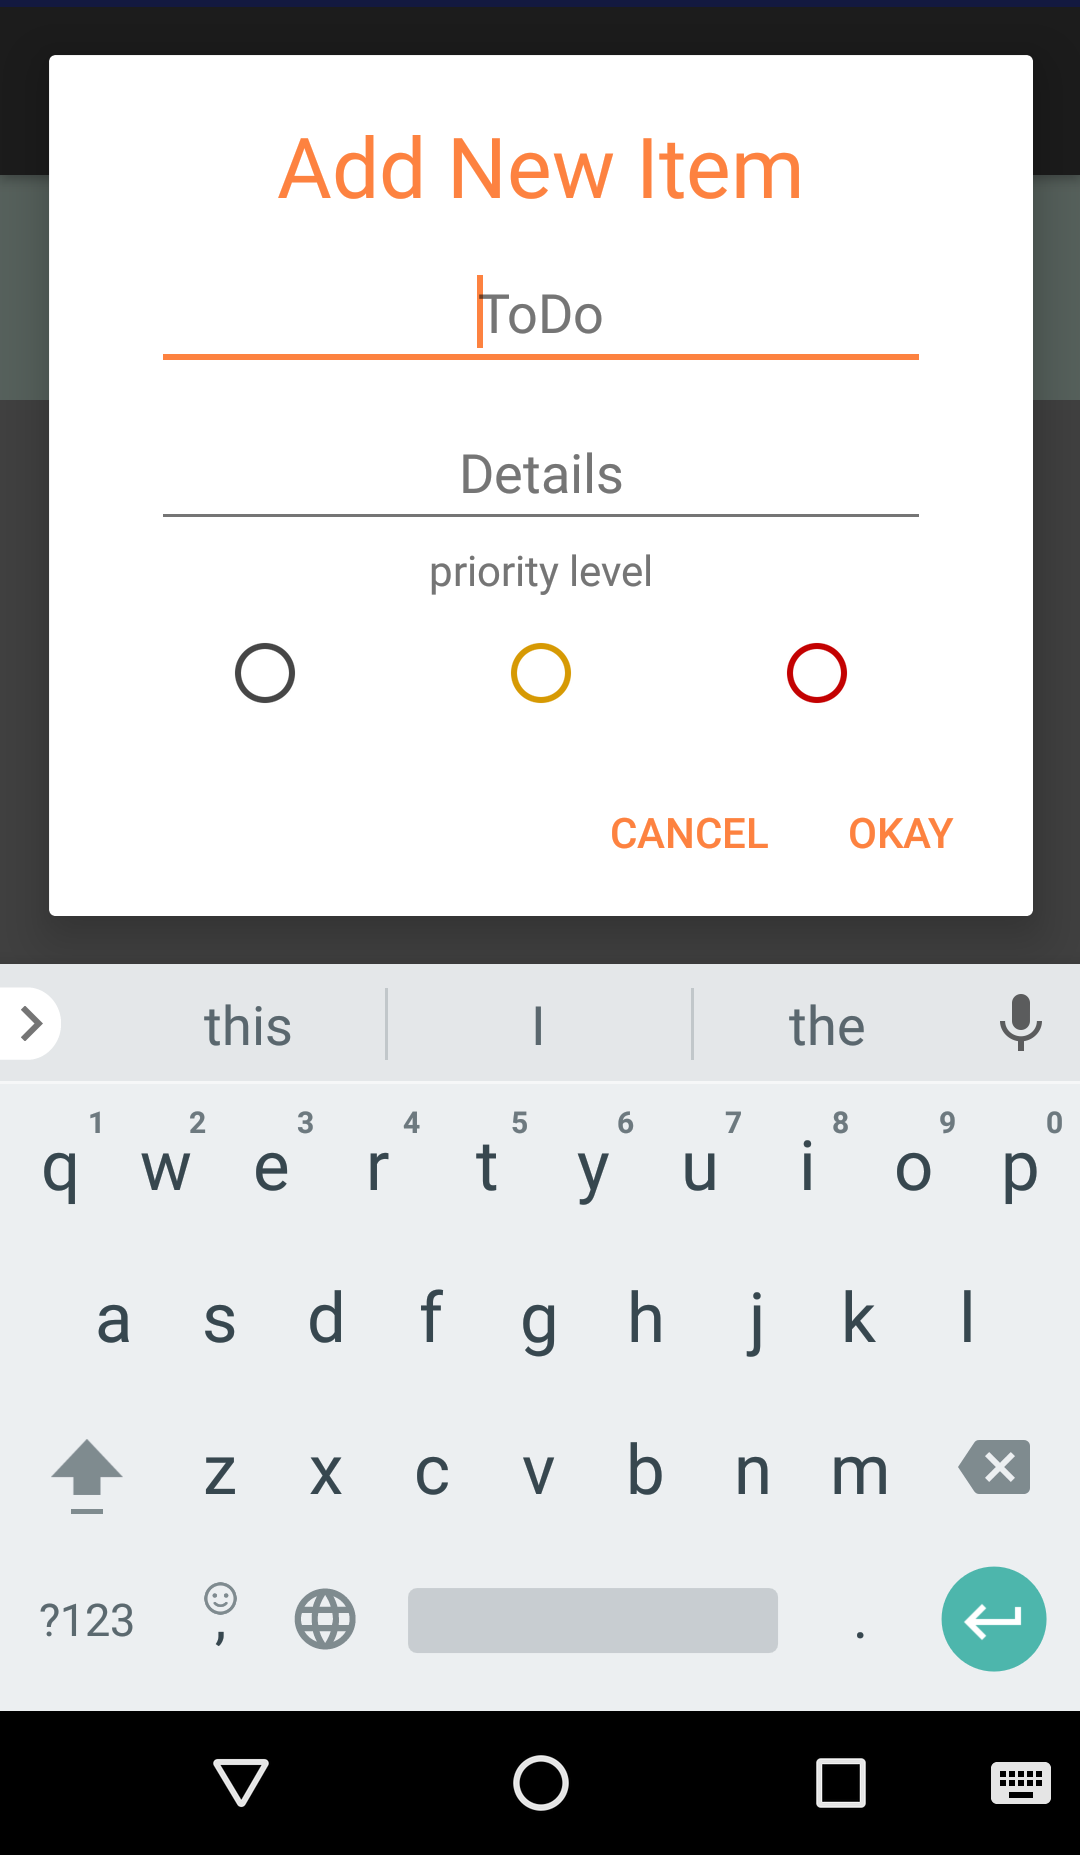 Add New Item
ToDo
Details
priority level
CANCEL OKAY
this I the
1 2 3 4 5 6 7 8 9 0
q w e r t y u i o p
a s d f g h j k l
z x c v b n m
?123 , .